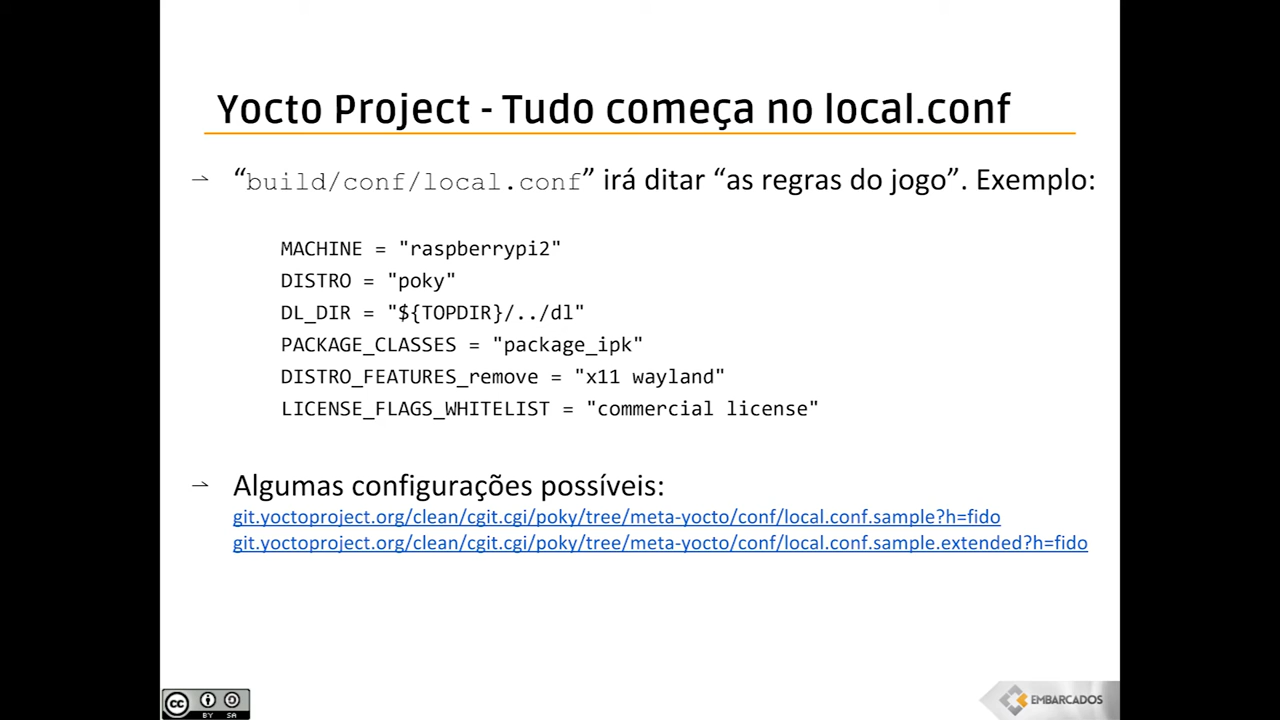 Yocto Project - Tudo começa no local.conf
⇀ “build/conf/local.conf” irá ditar “as regras do jogo”. Exemplo:
MACHINE = "raspberrypi2"
DISTRO = "poky"
DL_DIR = "${TOPDIR}/../dl"
PACKAGE_CLASSES = "package_ipk"
DISTRO_FEATURES_remove = "x11 wayland"
LICENSE_FLAGS_WHITELIST = "commercial license"
⇀ Algumas configurações possíveis:
git.yoctoproject.org/clean/cgit.cgi/poky/tree/meta-yocto/conf/local.conf.sample?h=fido
git.yoctoproject.org/clean/cgit.cgi/poky/tree/meta-yocto/conf/local.conf.sample.extended?h=fido
cc BY SA
EMBARCADOS